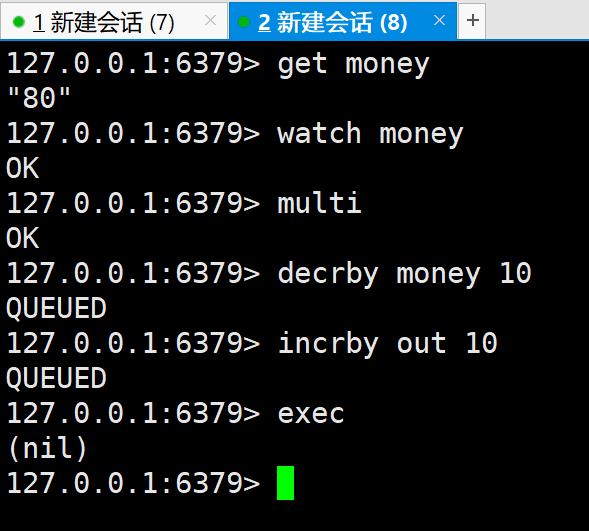 1 新建会话 (7) × 2 新建会话 (8) × +
127.0.0.1:6379> get money
"80"
127.0.0.1:6379> watch money
OK
127.0.0.1:6379> multi
OK
127.0.0.1:6379> decrby money 10
QUEUED
127.0.0.1:6379> incrby out 10
QUEUED
127.0.0.1:6379> exec
(nil)
127.0.0.1:6379>